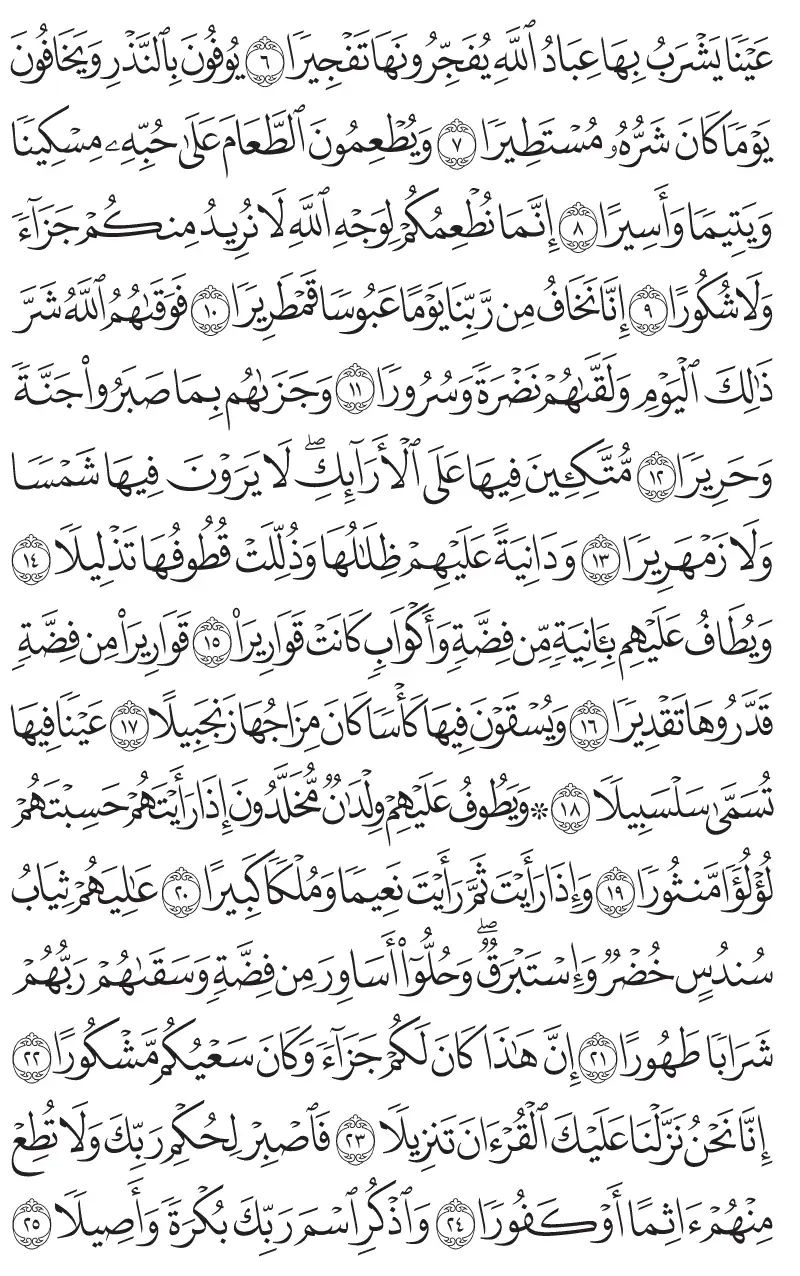 عَيْنًا يَشْرَبُ بِهَا عِبَادُ ٱللَّهِ يُفَجِّرُونَهَا تَفْجِيرًا ٦ يُوفُونَ بِٱلنَّذْرِ وَيَخَافُونَ
يَوْمًا كَانَ شَرُّهُۥ مُسْتَطِيرًا ٧ وَيُطْعِمُونَ ٱلطَّعَامَ عَلَىٰ حُبِّهِۦ مِسْكِينًا
وَيَتِيمًا وَأَسِيرًا ٨ إِنَّمَا نُطْعِمُكُمْ لِوَجْهِ ٱللَّهِ لَا نُرِيدُ مِنكُمْ جَزَآءً
وَلَا شُكُورًا ٩ إِنَّا نَخَافُ مِن رَّبِّنَا يَوْمًا عَبُوسًا قَمْطَرِيرًا ١٠ فَوَقَىٰهُمُ ٱللَّهُ شَرَّ
ذَٰلِكَ ٱلْيَوْمِ وَلَقَّىٰهُمْ نَضْرَةً وَسُرُورًا ١١ وَجَزَىٰهُم بِمَا صَبَرُوا۟ جَنَّةً
وَحَرِيرًا ١٢ مُّتَّكِـِٔينَ فِيهَا عَلَى ٱلْأَرَآئِكِ ۖ لَا يَرَوْنَ فِيهَا شَمْسًا
وَلَا زَمْهَرِيرًا ١٣ وَدَانِيَةً عَلَيْهِمْ ظِلَـٰلُهَا وَذُلِّلَتْ قُطُوفُهَا تَذْلِيلًا ١٤
وَيُطَافُ عَلَيْهِم بِـَٔانِيَةٍ مِّن فِضَّةٍ وَأَكْوَابٍ كَانَتْ قَوَارِيرَا۠ ١٥ قَوَارِيرَا۟ مِن فِضَّةٍ
قَدَّرُوهَا تَقْدِيرًا ١٦ وَيُسْقَوْنَ فِيهَا كَأْسًا كَانَ مِزَاجُهَا زَنجَبِيلًا ١٧ عَيْنًا فِيهَا
تُسَمَّىٰ سَلْسَبِيلًا ١٨ * وَيَطُوفُ عَلَيْهِمْ وِلْدَٰنٌ مُّخَلَّدُونَ إِذَا رَأَيْتَهُمْ حَسِبْتَهُمْ
لُؤْلُؤًا مَّنثُورًا ١٩ وَإِذَا رَأَيْتَ ثَمَّ رَأَيْتَ نَعِيمًا وَمُلْكًا كَبِيرًا ٢٠ عَـٰلِيَهُمْ ثِيَابُ
سُندُسٍ خُضْرٌ وَإِسْتَبْرَقٌ ۖ وَحُلُّوٓا۟ أَسَاوِرَ مِن فِضَّةٍ وَسَقَىٰهُمْ رَبُّهُمْ
شَرَابًا طَهُورًا ٢١ إِنَّ هَـٰذَا كَانَ لَكُمْ جَزَآءً وَكَانَ سَعْيُكُم مَّشْكُورًا ٢٢
إِنَّا نَحْنُ نَزَّلْنَا عَلَيْكَ ٱلْقُرْءَانَ تَنزِيلًا ٢٣ فَٱصْبِرْ لِحُكْمِ رَبِّكَ وَلَا تُطِعْ
مِنْهُمْ ءَاثِمًا أَوْ كَفُورًا ٢٤ وَٱذْكُرِ ٱسْمَ رَبِّكَ بُكْرَةً وَأَصِيلًا ٢٥